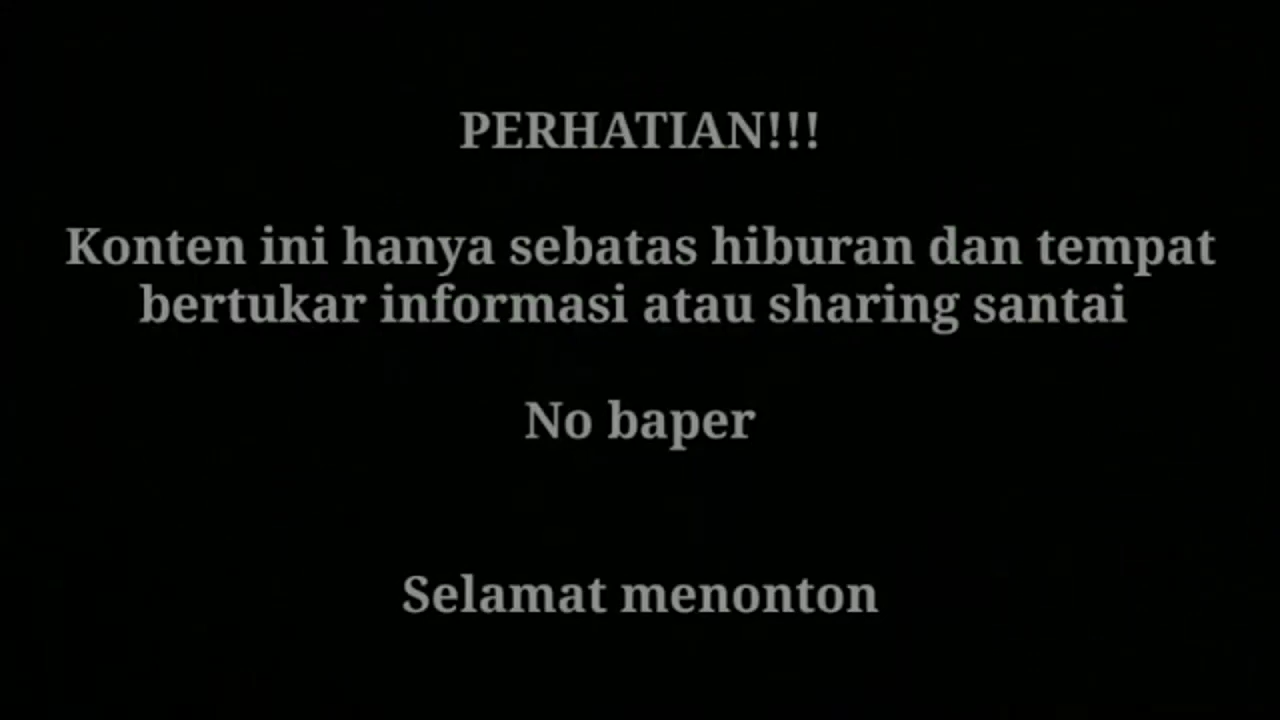 PERHATIAN!!!
Konten ini hanya sebatas hiburan dan tempat
bertukar informasi atau sharing santai
No baper
Selamat menonton